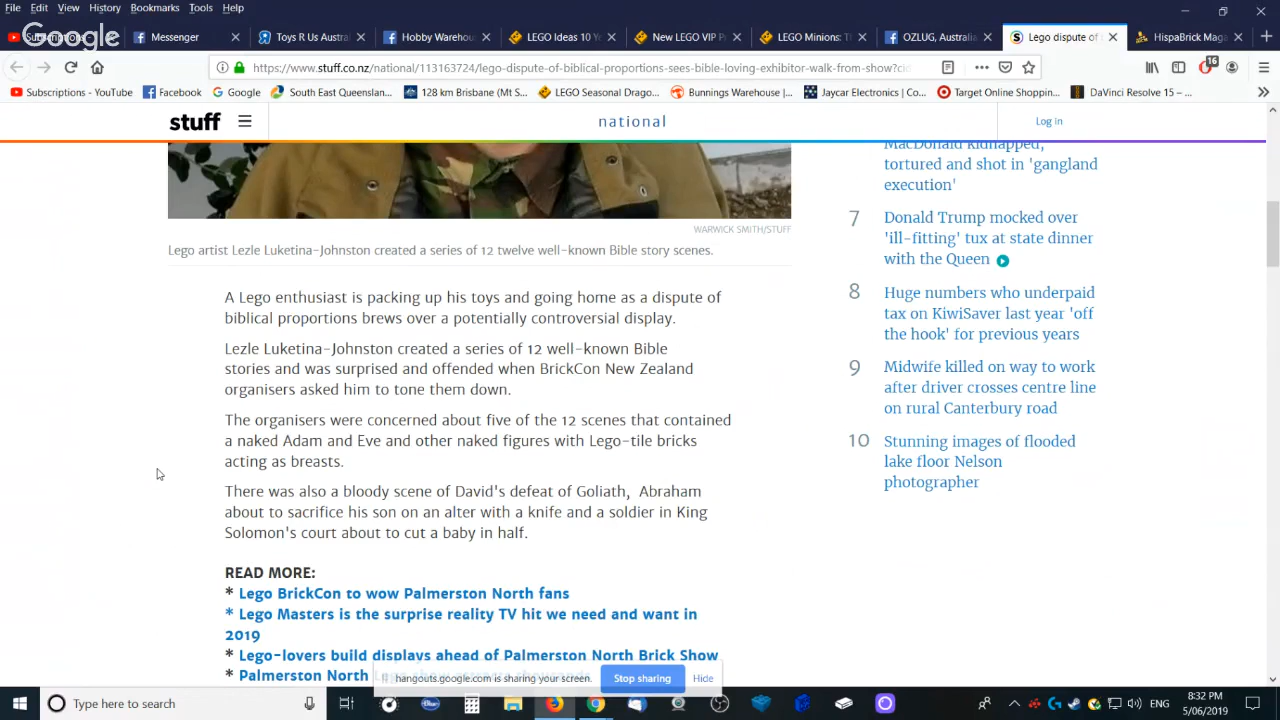 File Edit View History Bookmarks Tools Help
Google
Messenger Toys R Us Austra Hobby Warehou LEGO Ideas 10 Ye New LEGO VIP P LEGO Minions: T OZLUG, Australia Lego dispute of HispaBrick Mag
https://www.stuff.co.nz/national/113163724/lego-dispute-of-biblical-proportions-sees-bible-loving-exhibitor-walk-from-show?ci
16
Subscriptions - YouTube Facebook Google South East Queenslan... 128 km Brisbane (Mt S... LEGO Seasonal Drago... Bunnings Warehouse |... Jaycar Electronics | Co... Target Online Shoppin... DaVinci Resolve 15 – ...
stuff national Log in
WARWICK SMITH/STUFF
Lego artist Lezle Luketina-Johnston created a series of 12 twelve well-known Bible story scenes.
A Lego enthusiast is packing up his toys and going home as a dispute of
biblical proportions brews over a potentially controversial display.
Lezle Luketina-Johnston created a series of 12 well-known Bible
stories and was surprised and offended when BrickCon New Zealand
organisers asked him to tone them down.
The organisers were concerned about five of the 12 scenes that contained
a naked Adam and Eve and other naked figures with Lego-tile bricks
acting as breasts.
There was also a bloody scene of David's defeat of Goliath, Abraham
about to sacrifice his son on an alter with a knife and a soldier in King
Solomon's court about to cut a baby in half.
READ MORE:
* Lego BrickCon to wow Palmerston North fans
* Lego Masters is the surprise reality TV hit we need and want in
2019
* Lego-lovers build displays ahead of Palmerston North Brick Show
* Palmerston North
MacDonald kidnapped,
tortured and shot in 'gangland
execution'
7 Donald Trump mocked over
'ill-fitting' tux at state dinner
with the Queen
8 Huge numbers who underpaid
tax on KiwiSaver last year 'off
the hook' for previous years
9 Midwife killed on way to work
after driver crosses centre line
on rural Canterbury road
10 Stunning images of flooded
lake floor Nelson
photographer
hangouts.google.com is sharing your screen. Stop sharing Hide
Type here to search
ENG
8:32 PM
5/06/2019